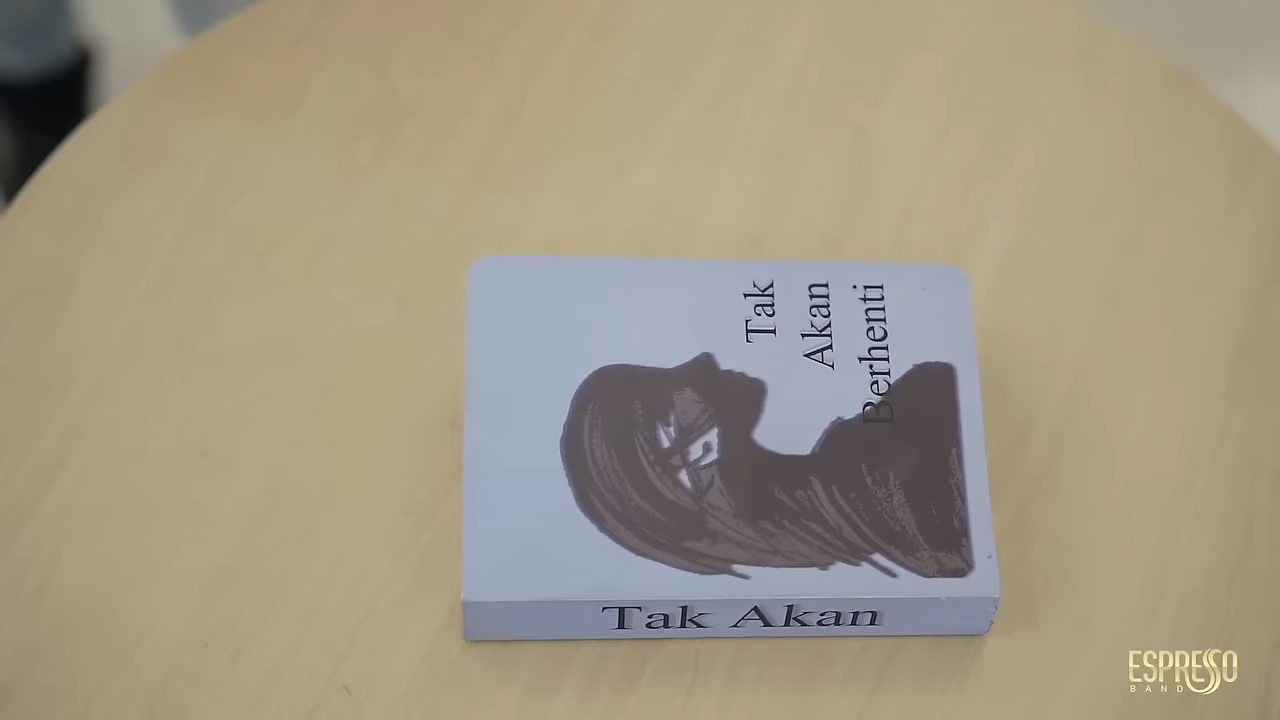 Tak
Akan
Berhenti
Tak Akan
ESPRESSO
BAND